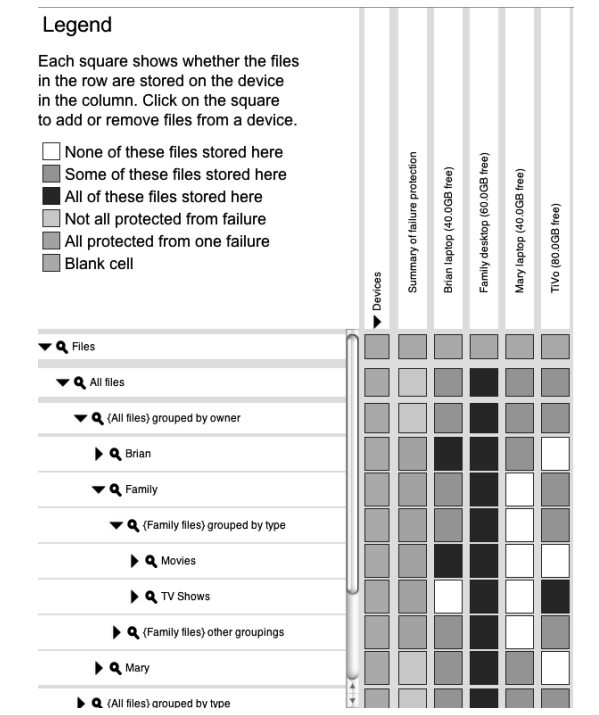 Legend
Each square shows whether the files
in the row are stored on the device
in the column. Click on the square
to add or remove files from a device.
None of these files stored here
Some of these files stored here
All of these files stored here
Not all protected from failure
All protected from one failure
Blank cell
Devices
Summary of failure protection
Brian laptop (40.0GB free)
Family desktop (60.0GB free)
Mary laptop (40.0GB free)
TiVo (80.0GB free)
Files
All files
{All files} grouped by owner
Brian
Family
{Family files} grouped by type
Movies
TV Shows
{Family files} other groupings
Mary
{All files} grouped by type